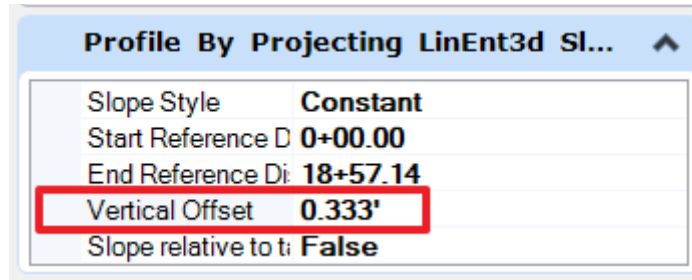 Profile By Projecting LinEnt3d Sl...
Slope Style Constant
Start Reference D 0+00.00
End Reference Di 18+57.14
Vertical Offset 0.333'
Slope relative to ta False